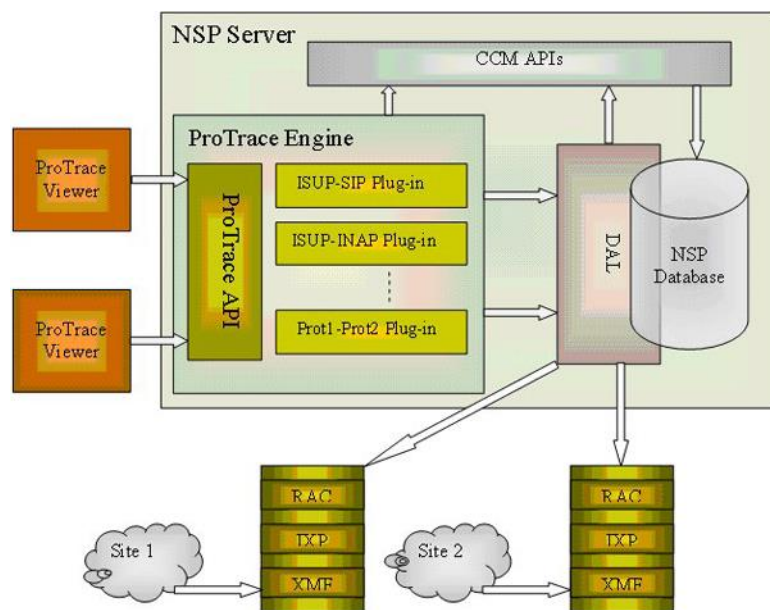 NSP Server
CCM APIs
ProTrace Engine
ProTrace
Viewer
ProTrace
Viewer
ProTrace API
ISUP-SIP Plug-in
ISUP-INAP Plug-in
Prot1-Prot2 Plug-in
DAL
NSP
Database
Site 1
RAC
IXP
XMF
Site 2
RAC
IXP
XMF